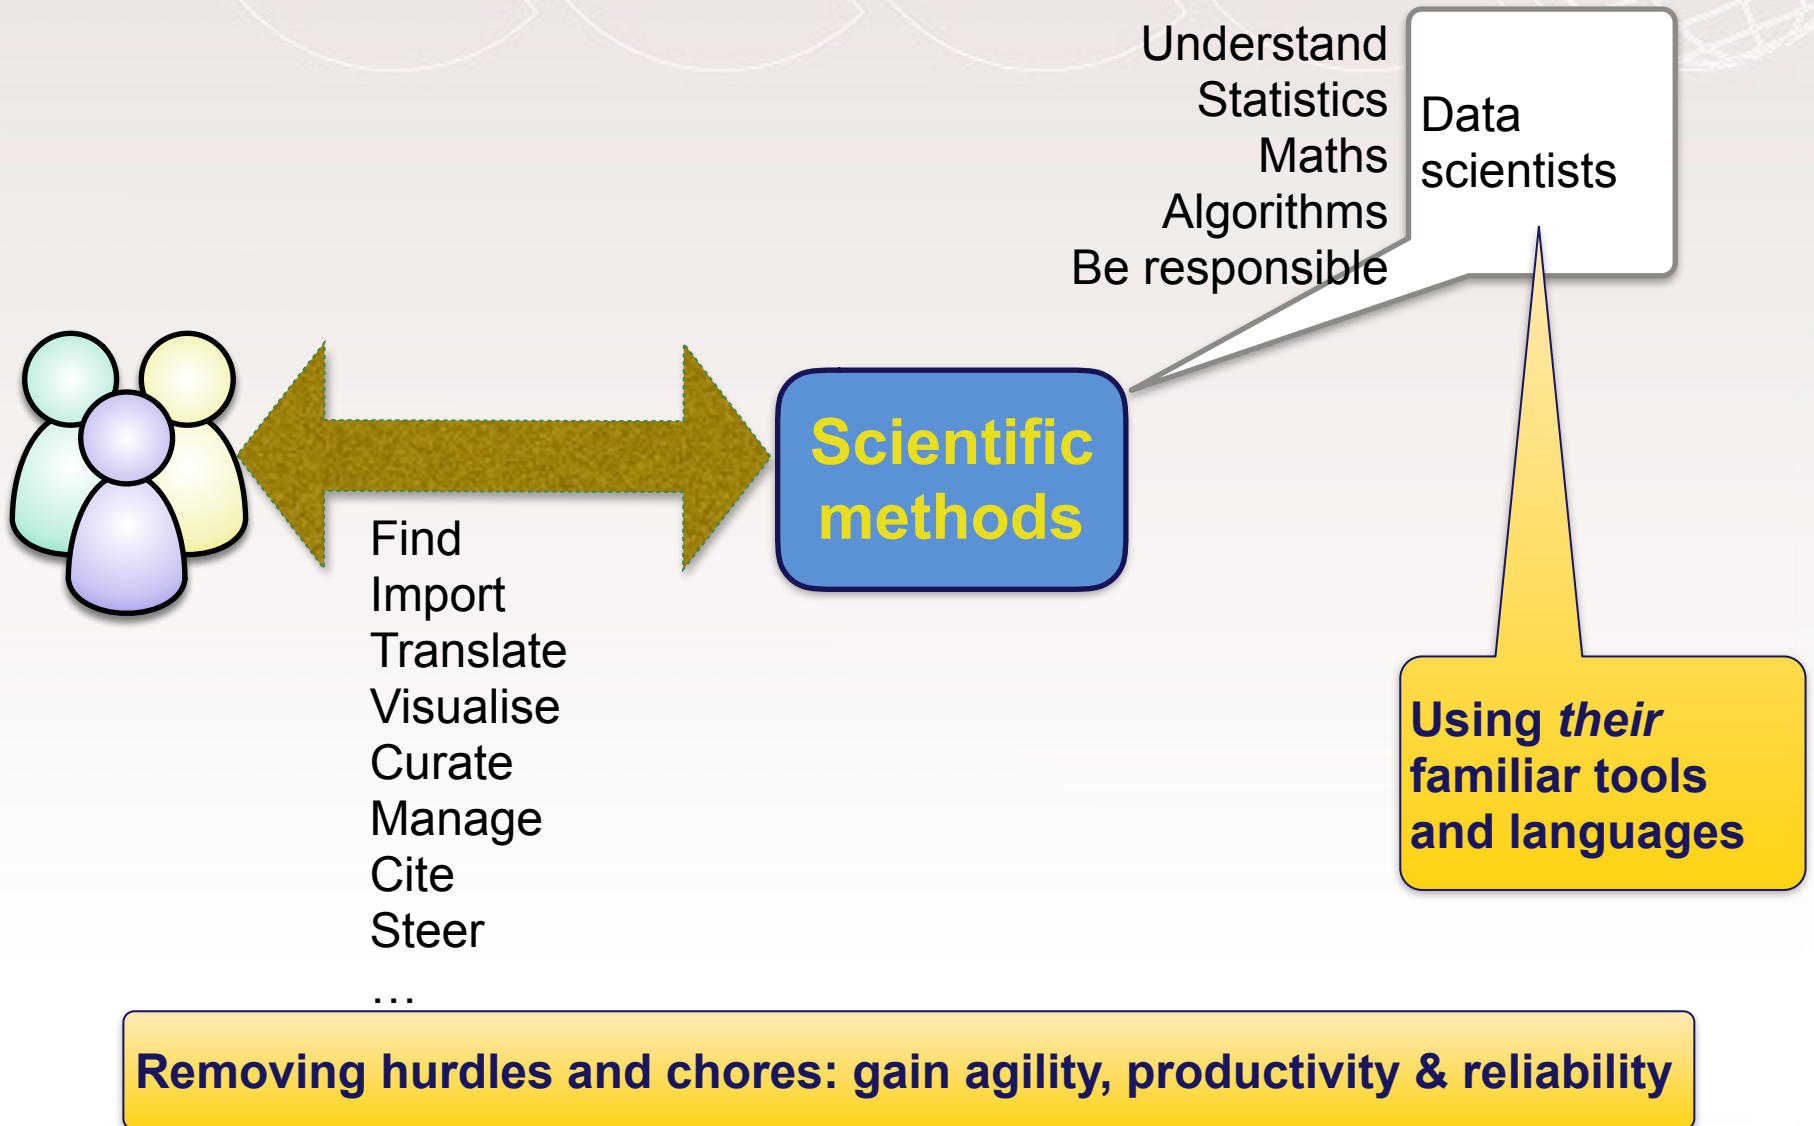 Understand
Statistics
Maths
Algorithms
Be responsible
Data
scientists
Scientific
methods
Find
Import
Translate
Visualise
Curate
Manage
Cite
Steer
…
Using their
familiar tools
and languages
Removing hurdles and chores: gain agility, productivity & reliability